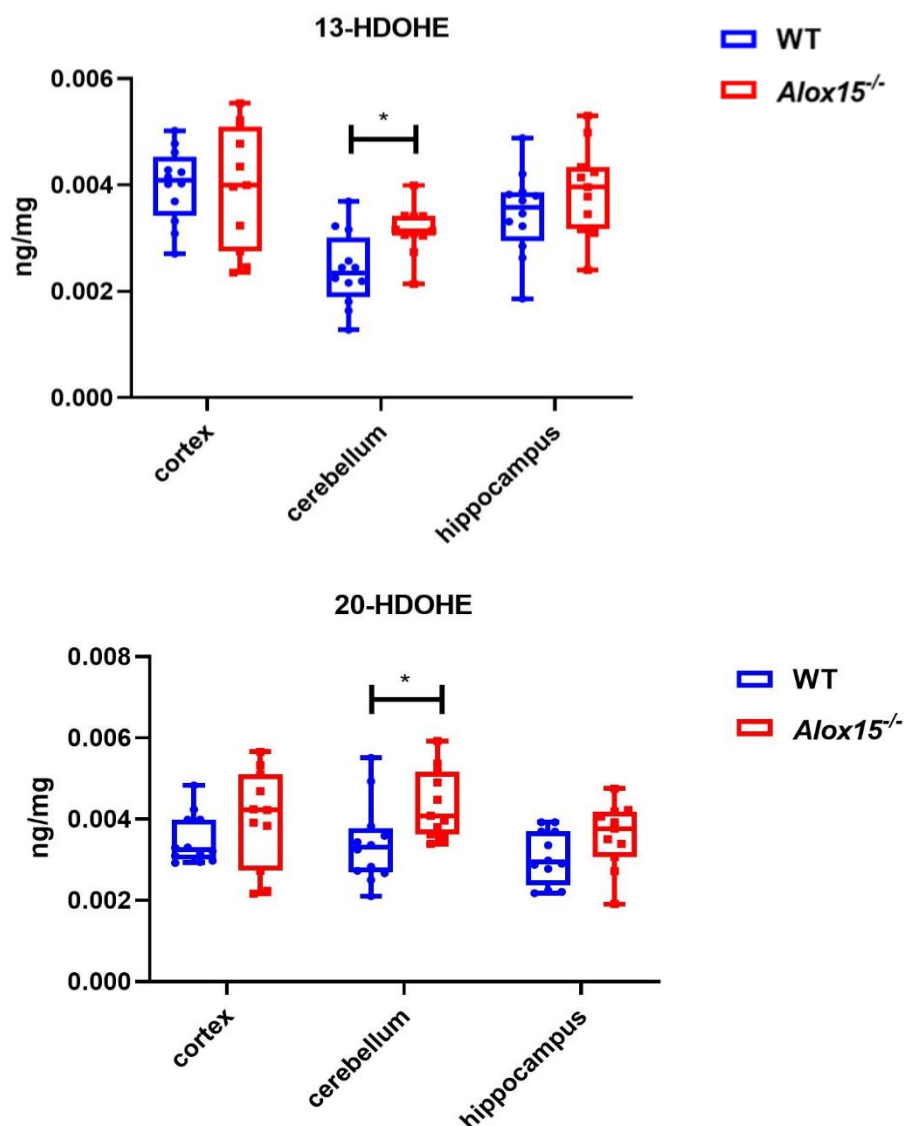 13-HDOHE
WT
Alox15-/-
0.006
0.004
0.002
0.000
ng/mg
*
cortex
cerebellum
hippocampus
20-HDOHE
WT
Alox15-/-
0.008
0.006
0.004
0.002
0.000
ng/mg
*
cortex
cerebellum
hippocampus